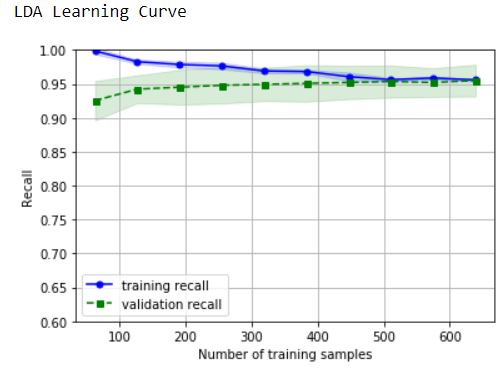 LDA Learning Curve
1.00
0.95
0.90
0.85
0.80
0.75
0.70
0.65
0.60
Recall
training recall
validation recall
100 200 300 400 500 600
Number of training samples